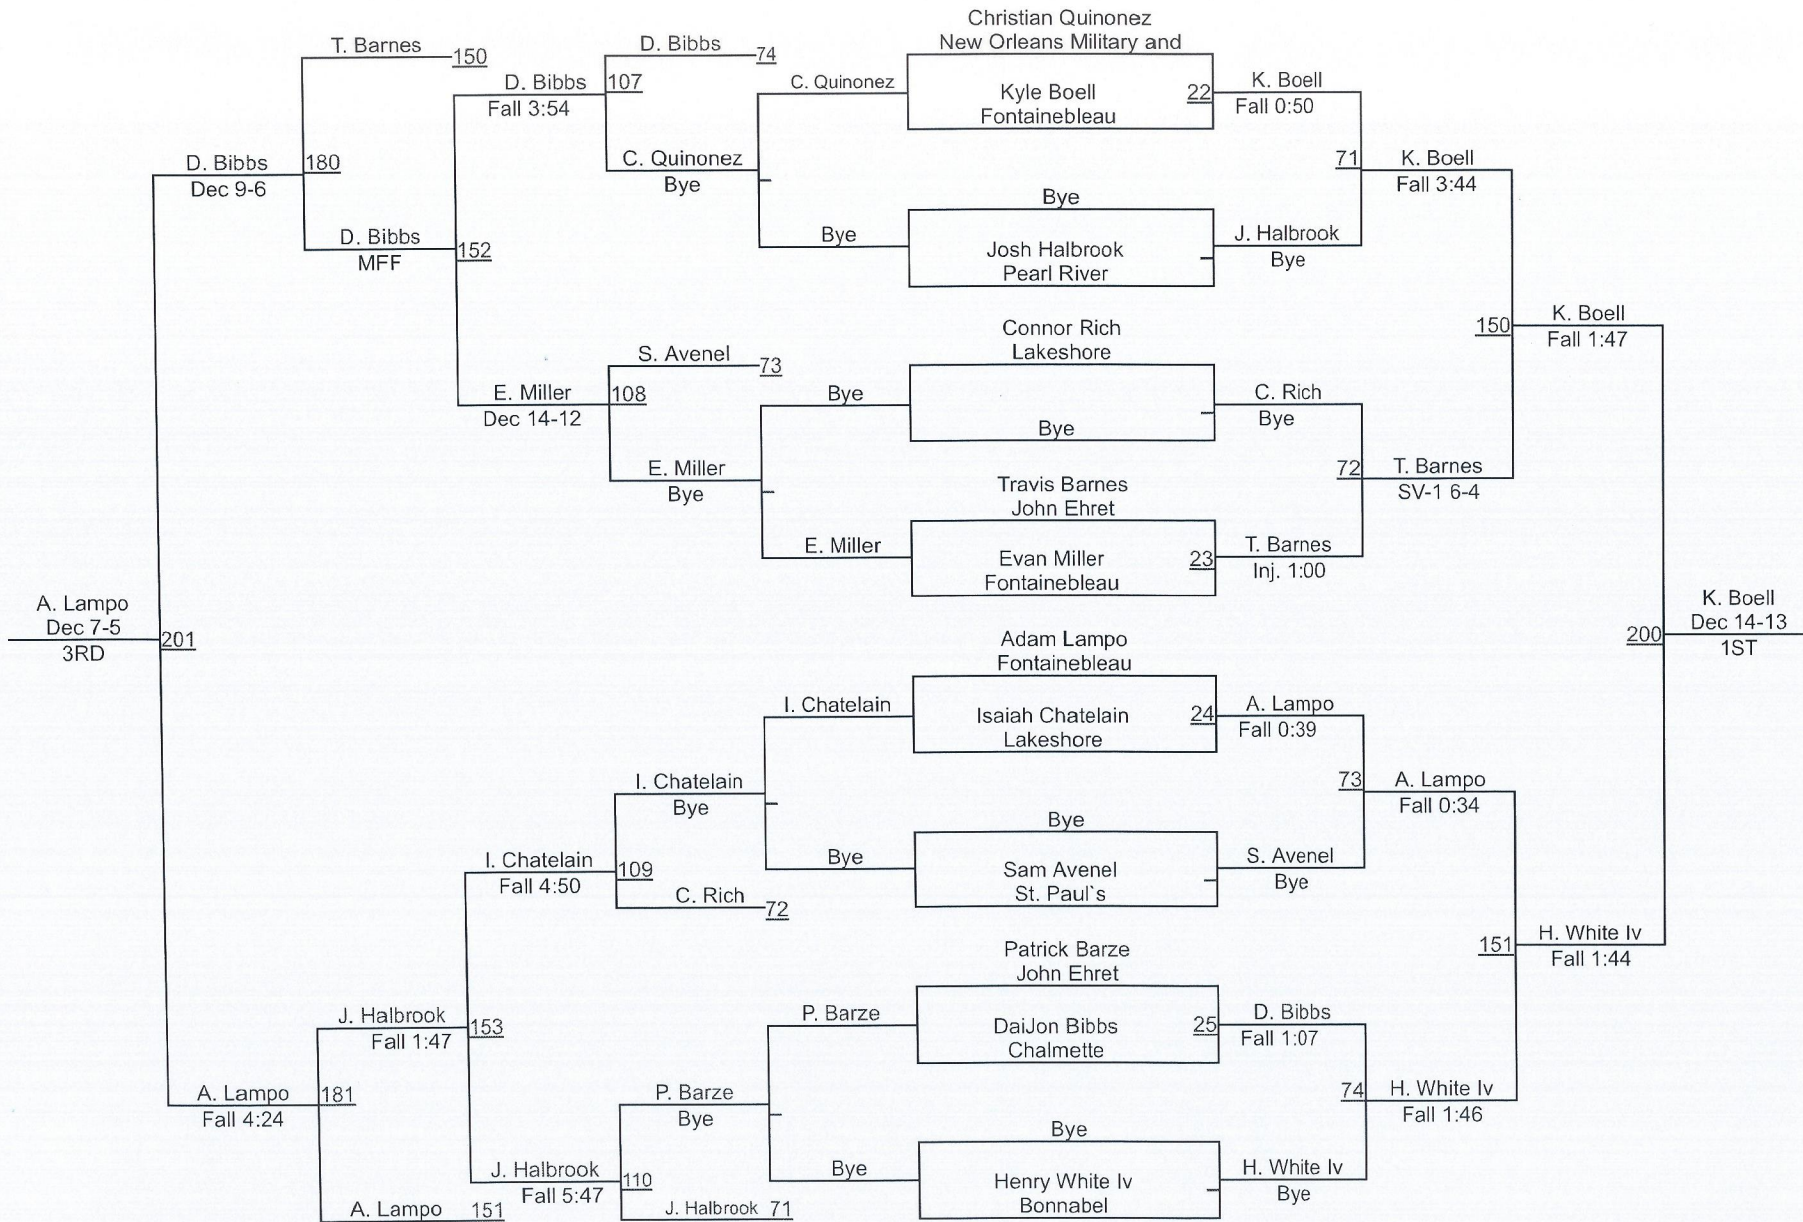 Christian Quinonez
New Orleans Military and
T. Barnes
150
D. Bibbs
74
D. Bibbs
107
Fall 3:54
C. Quinonez
Kyle Boell
22
Fontainebleau
K. Boell
Fall 0:50
D. Bibbs
180
Dec 9-6
C. Quinonez
Bye
71
K. Boell
Fall 3:44
Bye
D. Bibbs
152
MFF
Bye
Josh Halbrook
Pearl River
J. Halbrook
Bye
Connor Rich
Lakeshore
150
K. Boell
Fall 1:47
S. Avenel
73
E. Miller
108
Dec 14-12
Bye
Bye
C. Rich
Bye
E. Miller
Bye
72
T. Barnes
SV-1 6-4
Travis Barnes
John Ehret
E. Miller
Evan Miller
23
Fontainebleau
T. Barnes
Inj. 1:00
A. Lampo
Dec 7-5
201
3RD
K. Boell
Dec 14-13
200
1ST
Adam Lampo
Fontainebleau
I. Chatelain
Isaiah Chatelain
24
Lakeshore
A. Lampo
Fall 0:39
I. Chatelain
Bye
73
A. Lampo
Fall 0:34
Bye
I. Chatelain
109
Fall 4:50
Bye
Sam Avenel
St. Paul`s
S. Avenel
Bye
C. Rich
72
Patrick Barze
John Ehret
151
H. White Iv
Fall 1:44
J. Halbrook
153
Fall 1:47
P. Barze
DaiJon Bibbs
25
Chalmette
D. Bibbs
Fall 1:07
A. Lampo
181
Fall 4:24
P. Barze
Bye
74
H. White Iv
Fall 1:46
Bye
J. Halbrook
110
Fall 5:47
Bye
Henry White Iv
Bonnabel
H. White Iv
Bye
A. Lampo
151
J. Halbrook
71